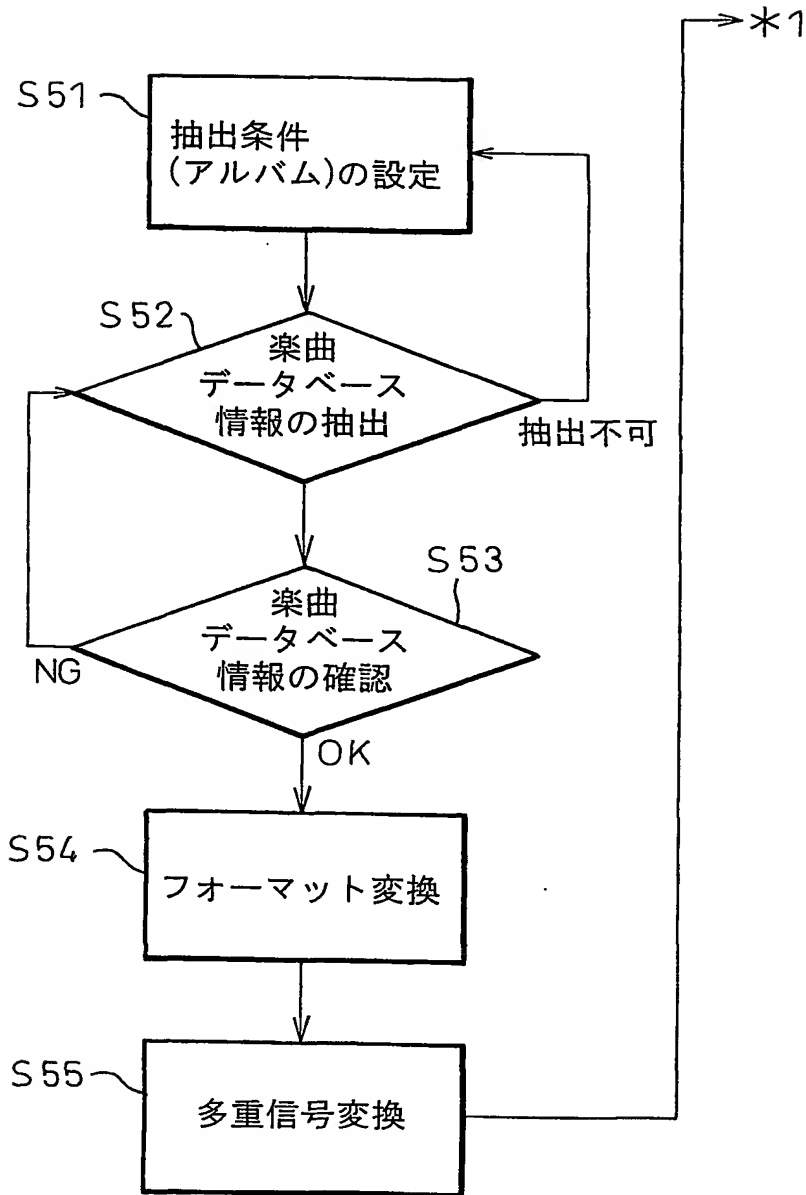 *1
S51
抽出条件
(アルバム)の設定
S52
楽曲
データベース
情報の抽出
抽出不可
S53
楽曲
データベース
情報の確認
NG
OK
S54
フォーマット変換
S55
多重信号変換